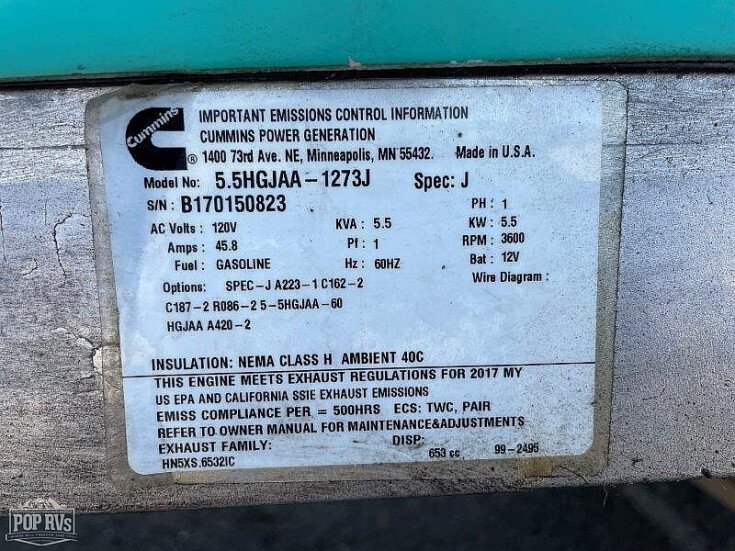 IMPORTANT EMISSIONS CONTROL INFORMATION
Cummins
CUMMINS POWER GENERATION
® 1400 73rd Ave. NE, Minneapolis, MN 55432. Made in U.S.A.
Model No: 5.5HGJAA-1273J Spec: J
S/N: B170150823 PH: 1
AC Volts: 120V KVA: 5.5 KW: 5.5
Amps: 45.8 Pf: 1 RPM: 3600
Fuel: GASOLINE Hz: 60HZ Bat: 12V
Options: SPEC-J A223-1 C162-2 Wire Diagram:
C187-2 R086-2 5-5HGJAA-60
HGJAA A420-2
INSULATION: NEMA CLASS H AMBIENT 40C
THIS ENGINE MEETS EXHAUST REGULATIONS FOR 2017 MY
US EPA AND CALIFORNIA SSIE EXHAUST EMISSIONS
EMISS COMPLIANCE PER = 500HRS ECS: TWC, PAIR
REFER TO OWNER MANUAL FOR MAINTENANCE&ADJUSTMENTS
EXHAUST FAMILY: DISP:
HN5XS.6532IC 653 cc 99-2495
POP RVs